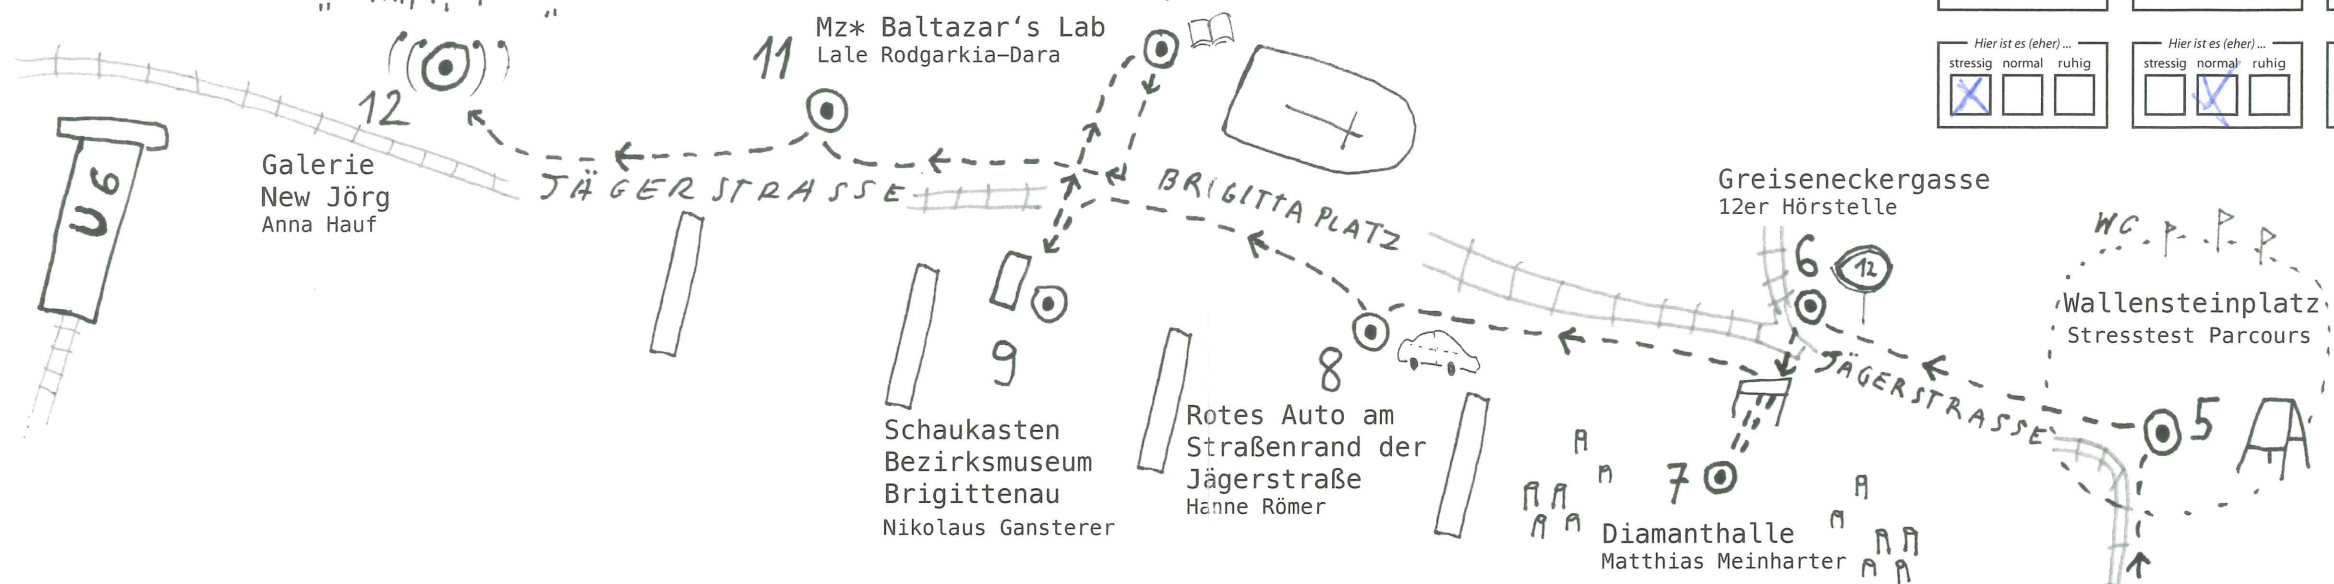 Mz* Baltazar‘s Lab
Lale Rodgarkia-Dara
11
12
Galerie
New Jörg
Anna Hauf
U6
JÄGERSTRASSE
BRIGITTAPLATZ
9
Schaukasten
Bezirksmuseum
Brigittenau
Nikolaus Gansterer
8
Rotes Auto am
Straßenrand der
Jägerstraße
Hanne Römer
7
Diamanthalle
Matthias Meinharter
Greiseneckergasse
12er Hörstelle
6
12
JÄGERSTRASSE
WC
Wallensteinplatz
Stresstest Parcours
5
Hier ist es (eher) ...
stressig normal ruhig
Hier ist es (eher) ...
stressig normal ruhig